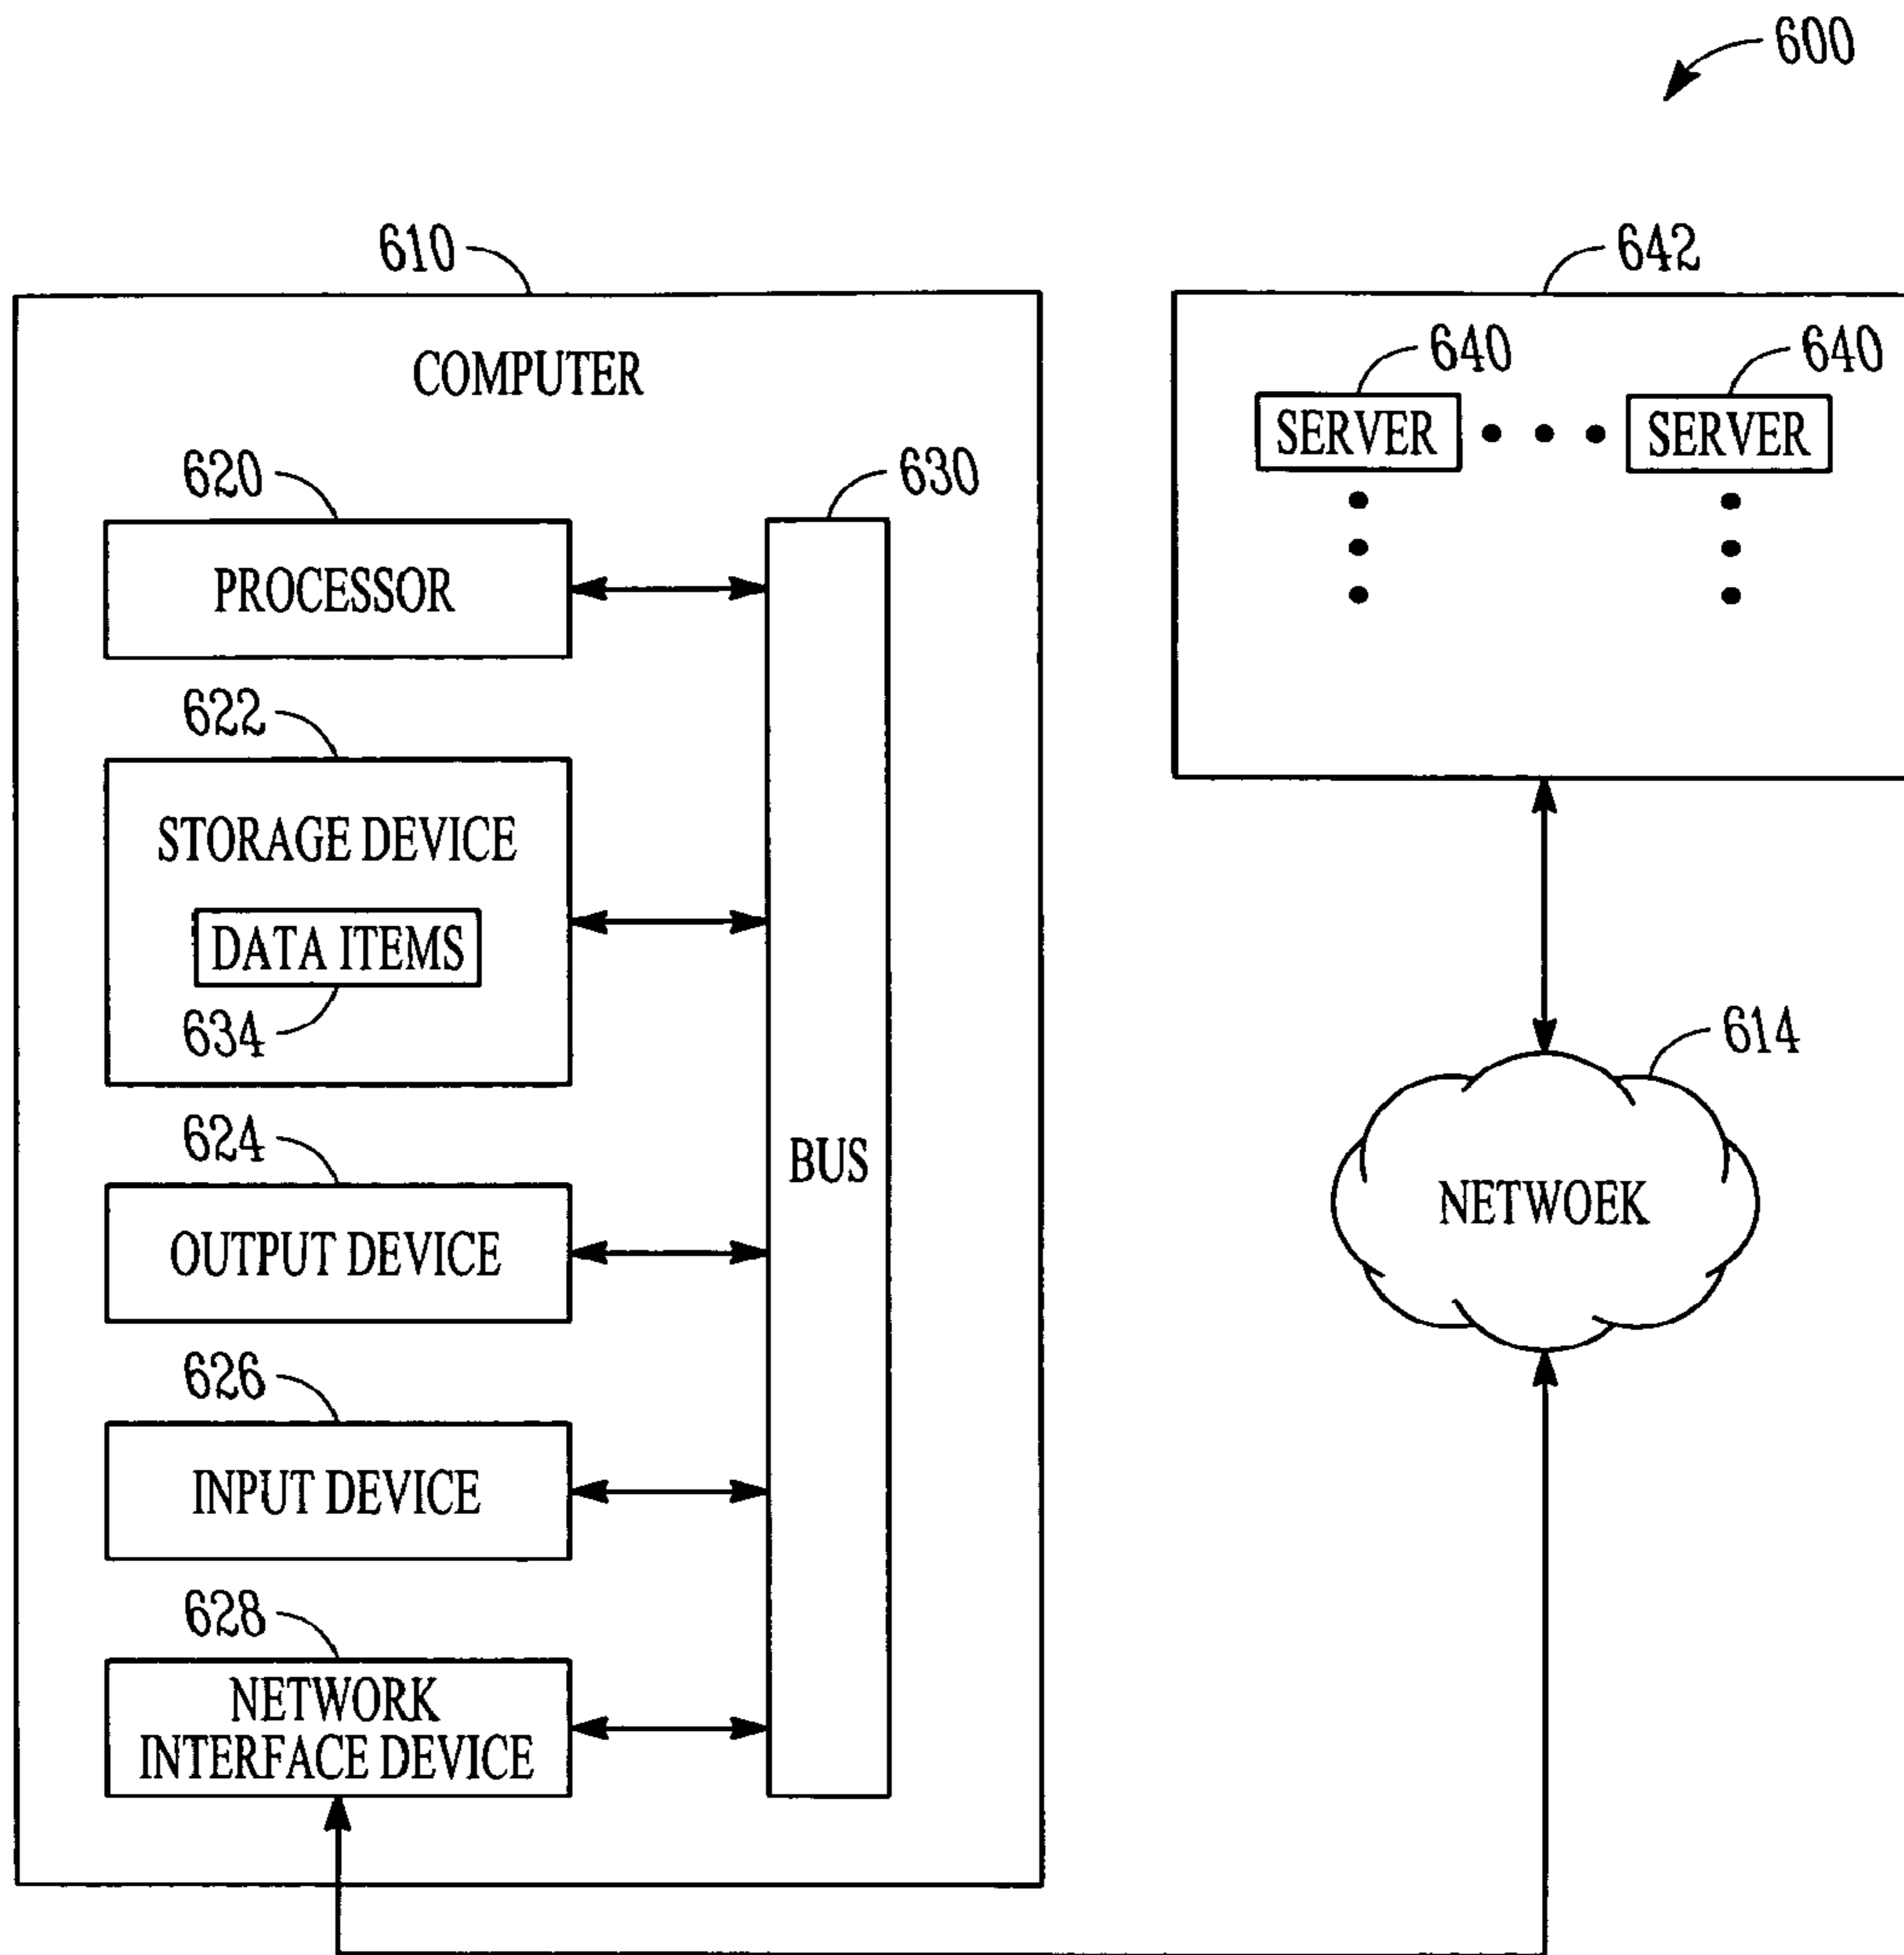 600
610
COMPUTER
620
PROCESSOR
622
STORAGE DEVICE
DATA ITEMS
634
624
OUTPUT DEVICE
626
INPUT DEVICE
628
NETWORK
INTERFACE DEVICE
630
BUS
642
640
SERVER
640
SERVER
614
NETWOEK